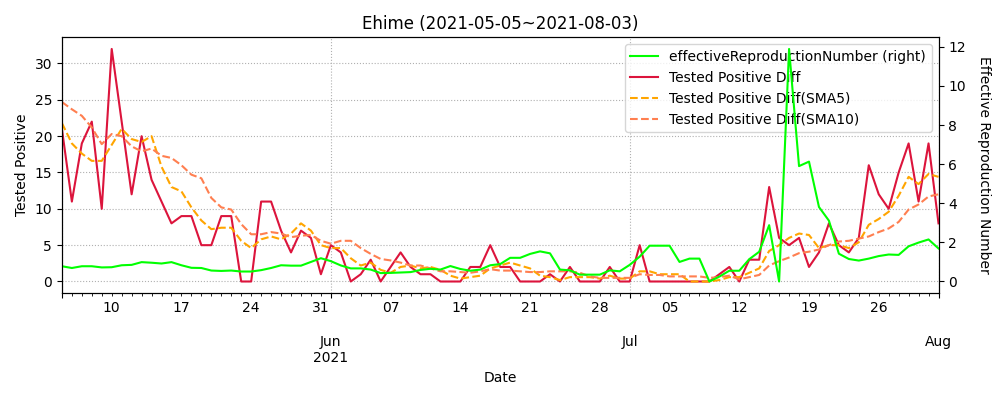 Ehime (2021-05-05~2021-08-03)
effectiveReproductionNumber (right)
Tested Positive Diff
Tested Positive Diff(SMA5)
Tested Positive Diff(SMA10)
Tested Positive
30
25
20
15
10
5
0
12
10
8
6
4
2
0
Effective Reproduction Number
10 17 24 31 07 14 21 28 05 12 19 26
Jun Jul Aug
2021
Date